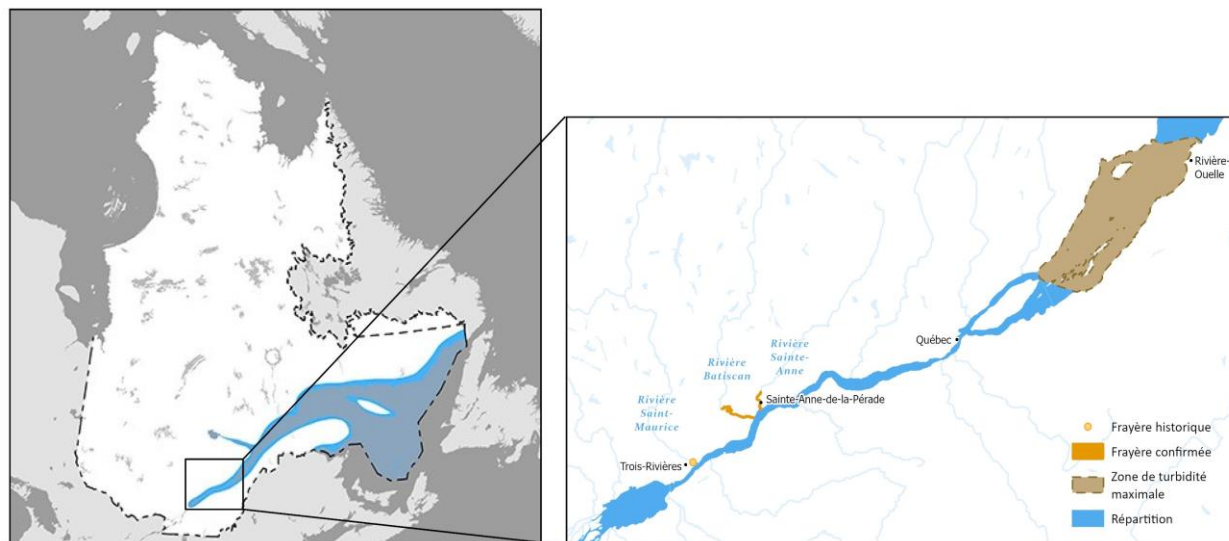 Rivière-
Ouelle
Québec
Rivière
Sainte-
Anne
Rivière
Batiscan
Sainte-Anne-de-la-Pérade
Rivière
Saint-
Maurice
Trois-Rivières
Frayère historique
Frayère confirmée
Zone de turbidité
maximale
Répartition